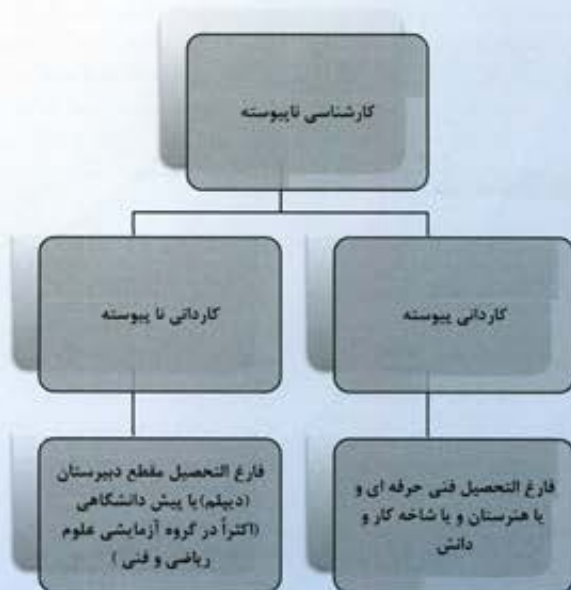 کارشناسی ناپیوسته
کاردانی پیوسته
کاردانی نا پیوسته
فارغ التحصیل فنی حرفه ای و
یا هنرستان و یا شاخه کار و
دانش
فارغ التحصیل مقطع دبیرستان
(دیپلم) یا پیش دانشگاهی
(اکثراً در گروه آزمایشی علوم
ریاضی و فنی )